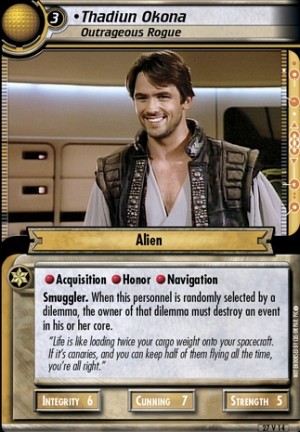 3 •Thadiun Okona
Outrageous Rogue
Alien
Acquisition Honor Navigation
Smuggler. When this personnel is randomly selected by a
dilemma, the owner of that dilemma must destroy an event
in his or her core.
"Life is like loading twice your cargo weight onto your spacecraft.
If it's canaries, and you can keep half of them flying all the time,
you're all right."
INTEGRITY 6 CUNNING 7 STRENGTH 5
27 V 14